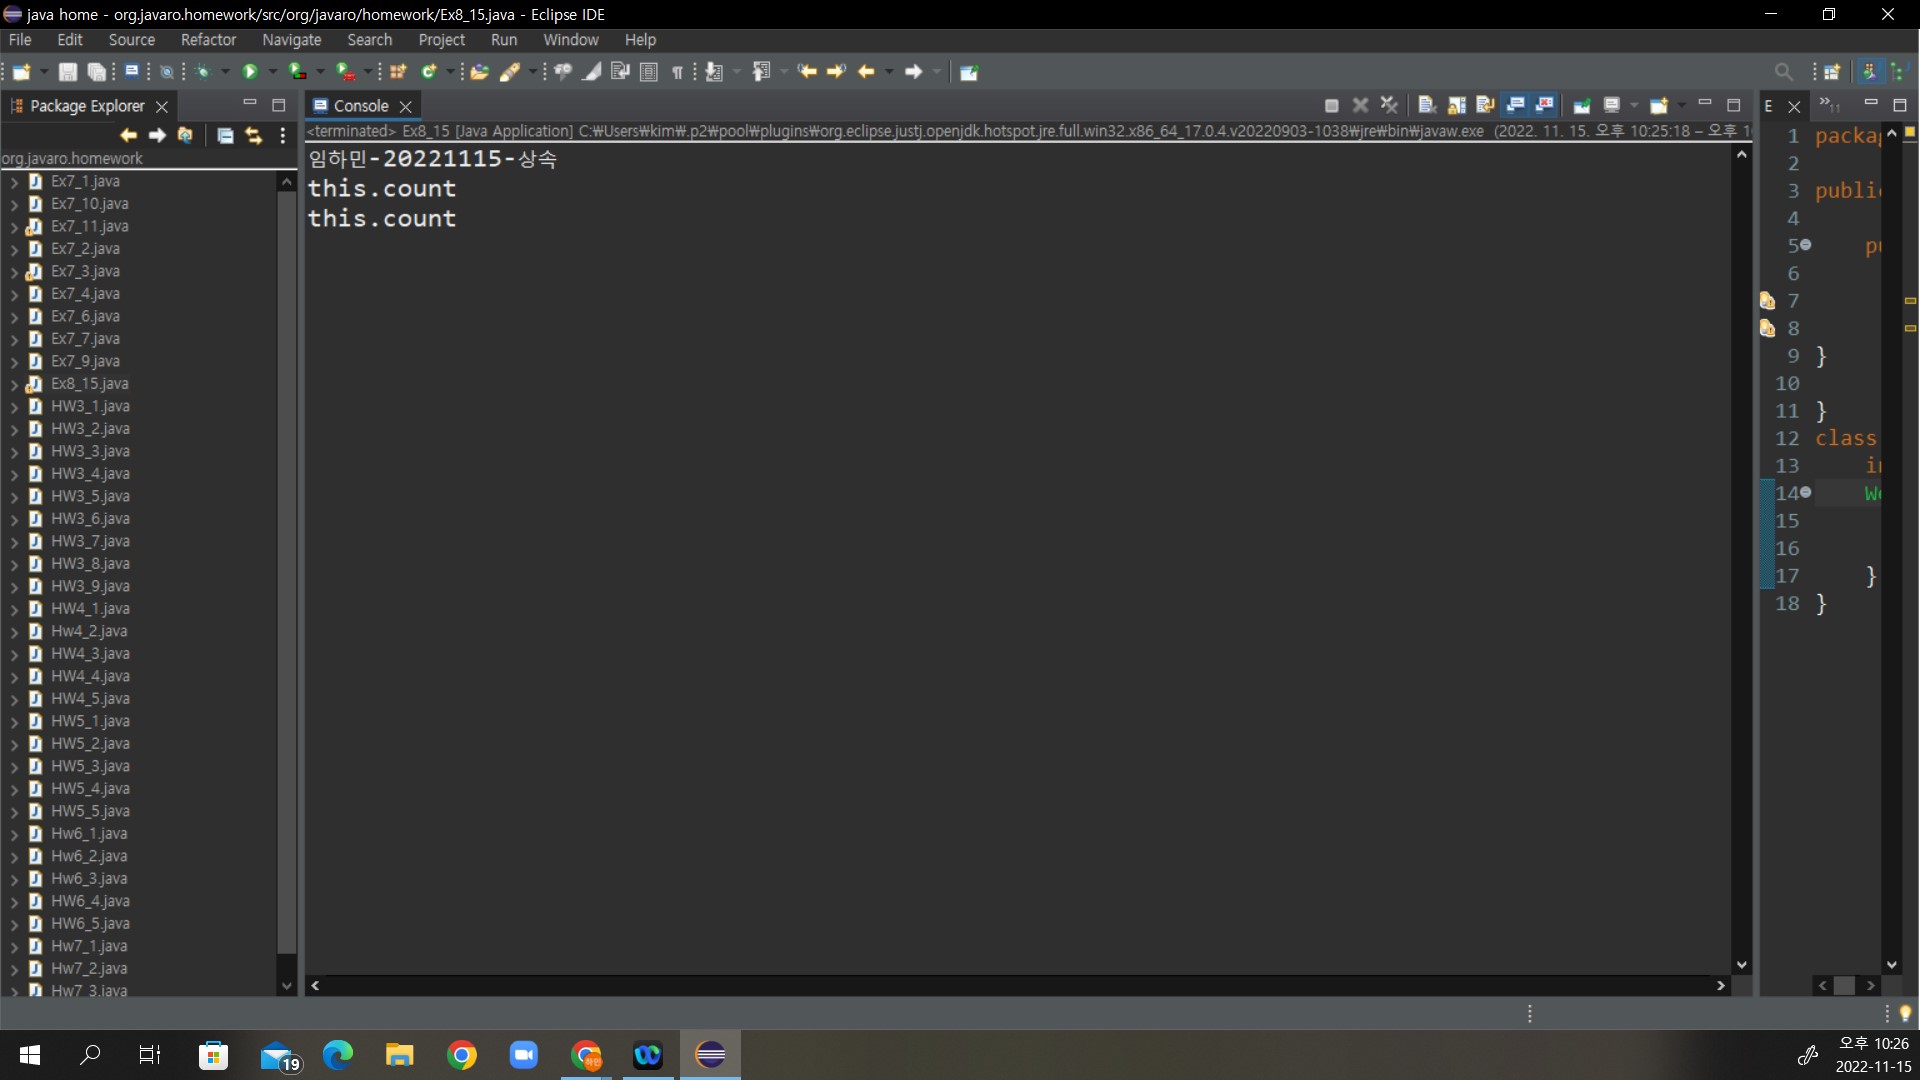 java home - org.javaro.homework/src/org/javaro/homework/Ex8_15.java - Eclipse IDE
File Edit Source Refactor Navigate Search Project Run Window Help
Package Explorer
org.javaro.homework
Ex7_1.java
Ex7_10.java
Ex7_11.java
Ex7_2.java
Ex7_3.java
Ex7_4.java
Ex7_6.java
Ex7_7.java
Ex7_9.java
Ex8_15.java
HW3_1.java
HW3_2.java
HW3_3.java
HW3_4.java
HW3_5.java
HW3_6.java
HW3_7.java
HW3_8.java
HW3_9.java
HW4_1.java
Hw4_2.java
HW4_3.java
HW4_4.java
HW4_5.java
HW5_1.java
HW5_2.java
HW5_3.java
HW5_4.java
HW5_5.java
Hw6_1.java
Hw6_2.java
Hw6_3.java
HW6_4.java
HW6_5.java
Hw7_1.java
Hw7_2.java
Hw7_3.java
Console
<terminated> Ex8_15 [Java Application] C:₩Users₩kim₩.p2₩pool₩plugins₩org.eclipse.justj.openjdk.hotspot.jre.full.win32.x86_64_17.0.4.v20220903-1038₩jre₩bin₩javaw.exe (2022. 11. 15. 오후 10:25:18 – 오후 1
임하민-20221115-상속
this.count
this.count
E
11
1 packag
2
3 public
4
5 pu
6
7
8
9 }
10
11 }
12 class
13 in
14 We
15
16
17 }
18 }
19
하민
오후 10:26
2022-11-15